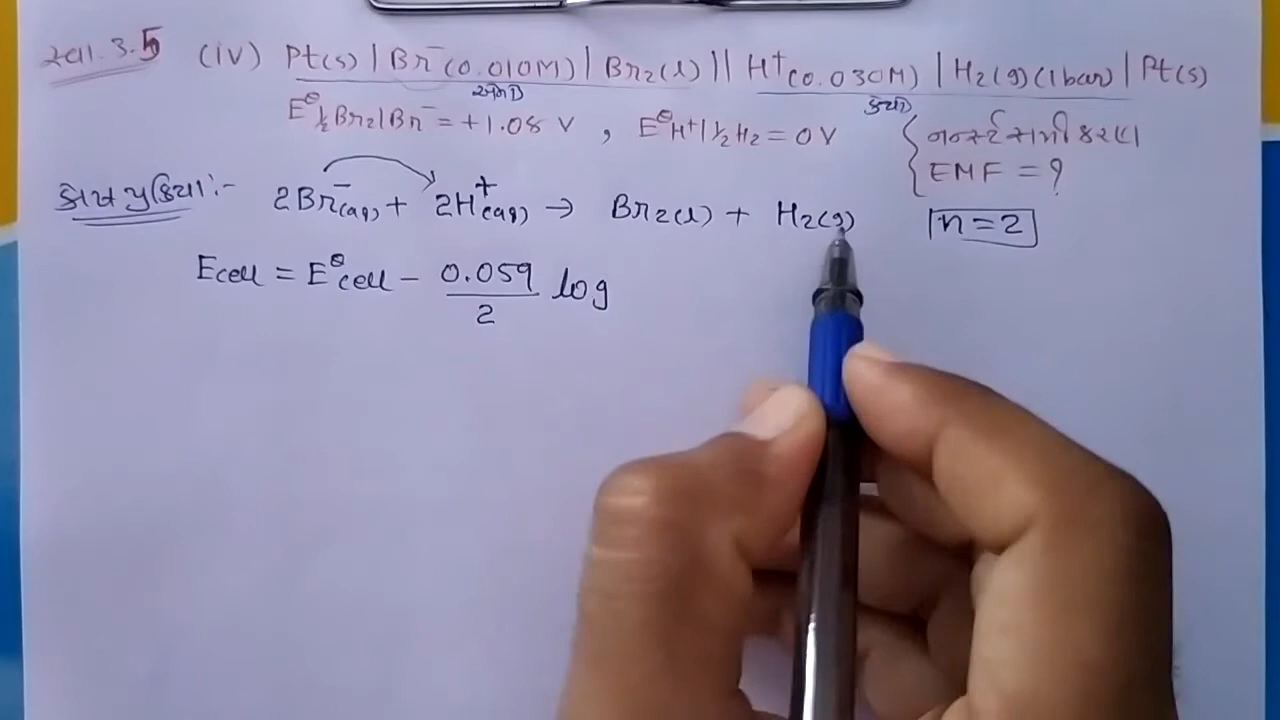 સ્વા. 3.5 (iv) Pt(s) | Br⁻(0.010M) | Br₂(l) || H⁺(0.030M) | H₂(g)(1bar) | Pt(s)
એનોડ કેથોડ
E⊖ ½Br₂|Br⁻ = +1.08 V , E⊖ H⁺|½H₂ = 0V { નર્ન્સ્ટ સમી કરણ
EMF = ?
કોષ પ્રક્રિયા :- 2Br⁻(aq) + 2H⁺(aq) → Br₂(l) + H₂(g) n = 2
Ecell = E⊖cell - 0.059/2 log